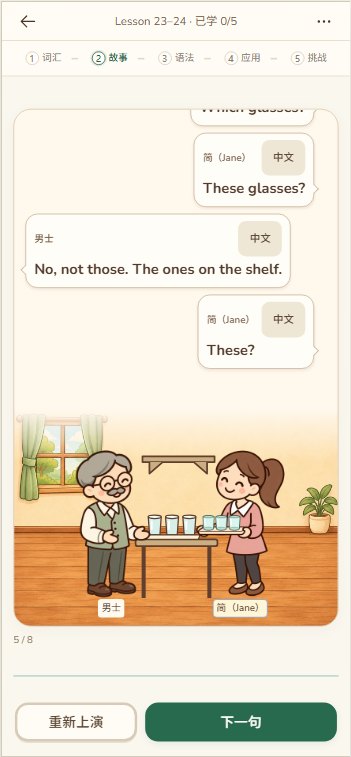 Lesson 23–24 · 已学 0/5
1 词汇 – 2 故事 – 3 语法 – 4 应用 – 5 挑战
Which glasses?
简（Jane） 中文
These glasses?
男士 中文
No, not those. The ones on the shelf.
简（Jane） 中文
These?
男士 简（Jane）
5 / 8
重新上演 下一句